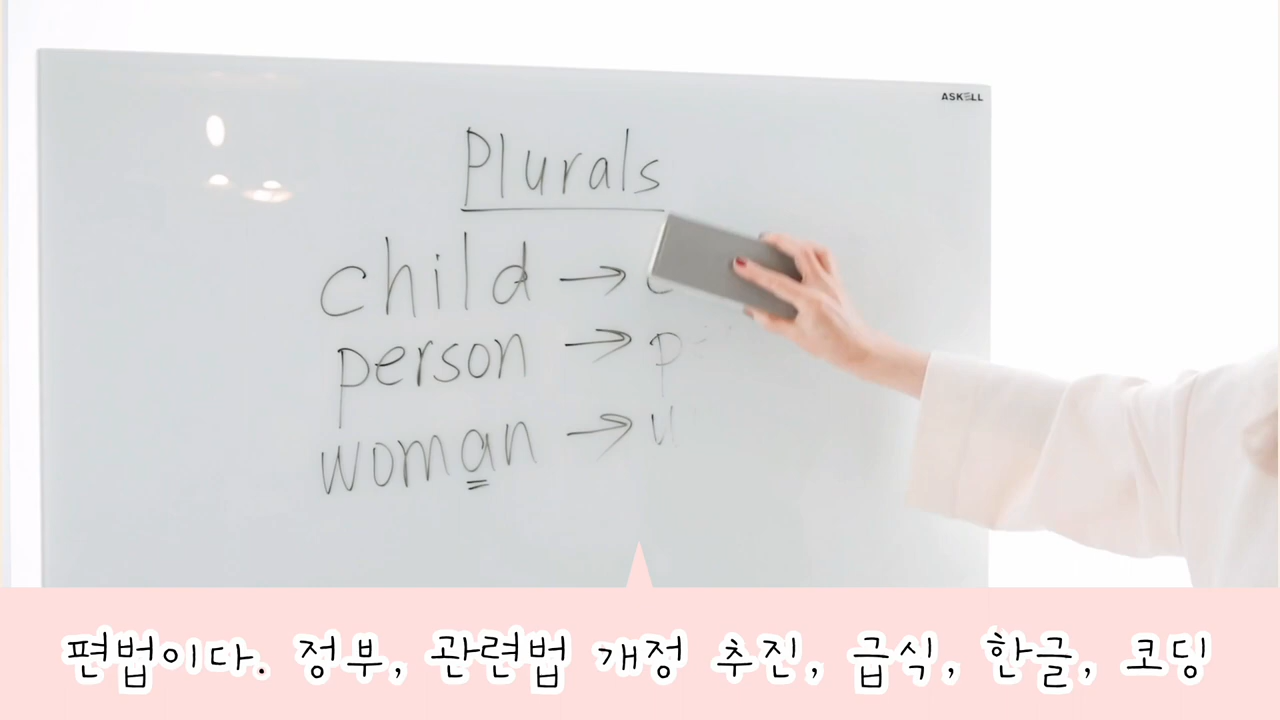 ASKELL
Plurals
child →
person → p
woman →
편법이다. 정부, 관련법 개정 추진, 급식, 한글, 코딩